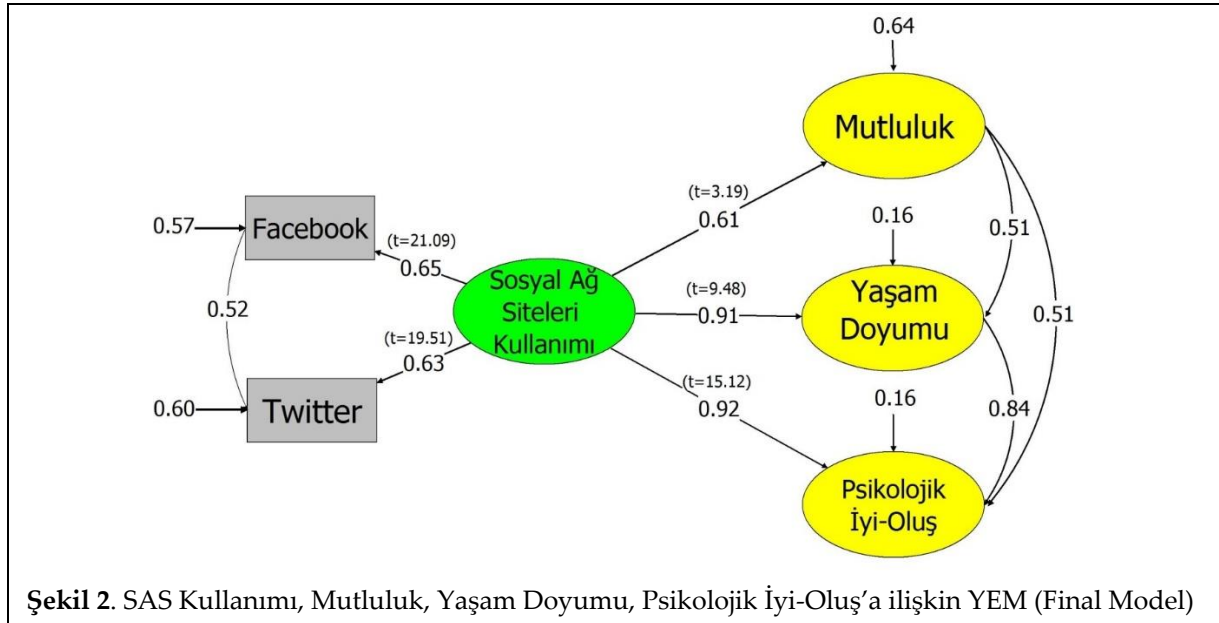 0.64
Mutluluk
(t=3.19)
0.61
0.57
Facebook
(t=21.09)
0.65
0.16
0.51
Sosyal Ağ
Siteleri
Kullanımı
(t=9.48)
0.91
Yaşam
Doyumu
0.52
0.51
(t=19.51)
0.63
(t=15.12)
0.92
0.60
Twitter
0.16
0.84
Psikolojik
İyi-Oluş
Şekil 2. SAS Kullanımı, Mutluluk, Yaşam Doyumu, Psikolojik İyi-Oluş’a ilişkin YEM (Final Model)